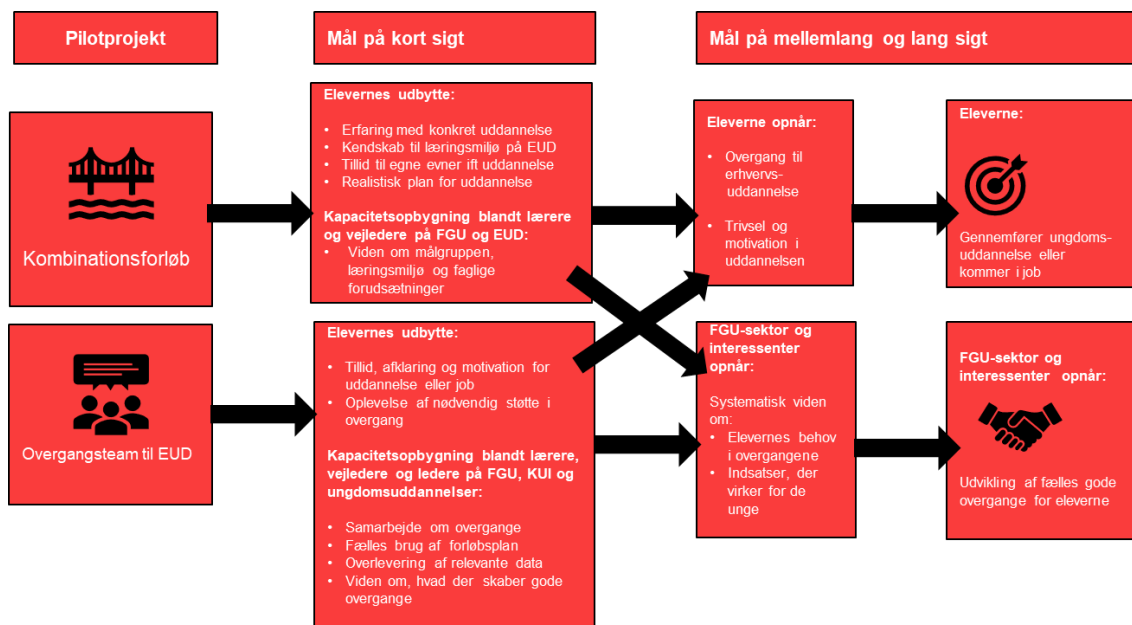 Pilotprojekt
Mål på kort sigt
Mål på mellemlang og lang sigt
Kombinationsforløb
Elevernes udbytte:
• Erfaring med konkret uddannelse
• Kendskab til læringsmiljø på EUD
• Tillid til egne evner ift uddannelse
• Realistisk plan for uddannelse
Kapacitetsopbygning blandt lærere
og vejledere på FGU og EUD:
• Viden om målgruppen,
læringsmiljø og faglige
forudsætninger
Eleverne opnår:
• Overgang til
erhvervs-
uddannelse
• Trivsel og
motivation i
uddannelsen
Eleverne:
Gennemfører ungdoms-
uddannelse eller
kommer i job
Overgangsteam til EUD
Elevernes udbytte:
• Tillid, afklaring og motivation for
uddannelse eller job
• Oplevelse af nødvendig støtte i
overgang
Kapacitetsopbygning blandt lærere,
vejledere og ledere på FGU, KUI og
ungdomsuddannelser:
• Samarbejde om overgange
• Fælles brug af forløbsplan
• Overlevering af relevante data
• Viden om, hvad der skaber gode
overgange
FGU-sektor og
interessenter
opnår:
Systematisk viden
om:
• Elevernes behov
i overgangene
• Indsatser, der
virker for de
unge
FGU-sektor og
interessenter opnår:
Udvikling af fælles gode
overgange for eleverne